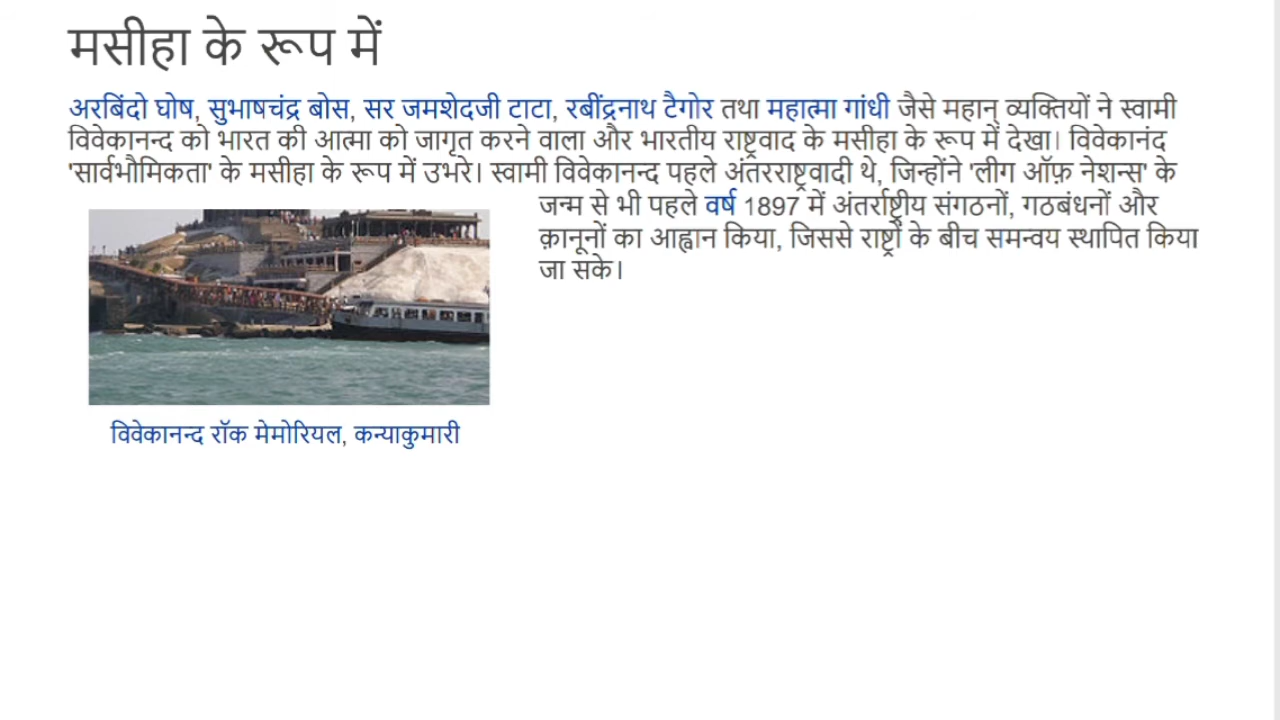 मसीहा के रूप में
अरबिंदो घोष, सुभाषचंद्र बोस, सर जमशेदजी टाटा, रबींद्रनाथ टैगोर तथा महात्मा गांधी जैसे महान् व्यक्तियों ने स्वामी
विवेकानन्द को भारत की आत्मा को जागृत करने वाला और भारतीय राष्ट्रवाद के मसीहा के रूप में देखा। विवेकानंद
'सार्वभौमिकता' के मसीहा के रूप में उभरे। स्वामी विवेकानन्द पहले अंतरराष्ट्रवादी थे, जिन्होंने 'लीग ऑफ़ नेशन्स' के
जन्म से भी पहले वर्ष 1897 में अंतर्राष्ट्रीय संगठनों, गठबंधनों और
क़ानूनों का आह्वान किया, जिससे राष्ट्रों के बीच समन्वय स्थापित किया
जा सके।
विवेकानन्द रॉक मेमोरियल, कन्याकुमारी